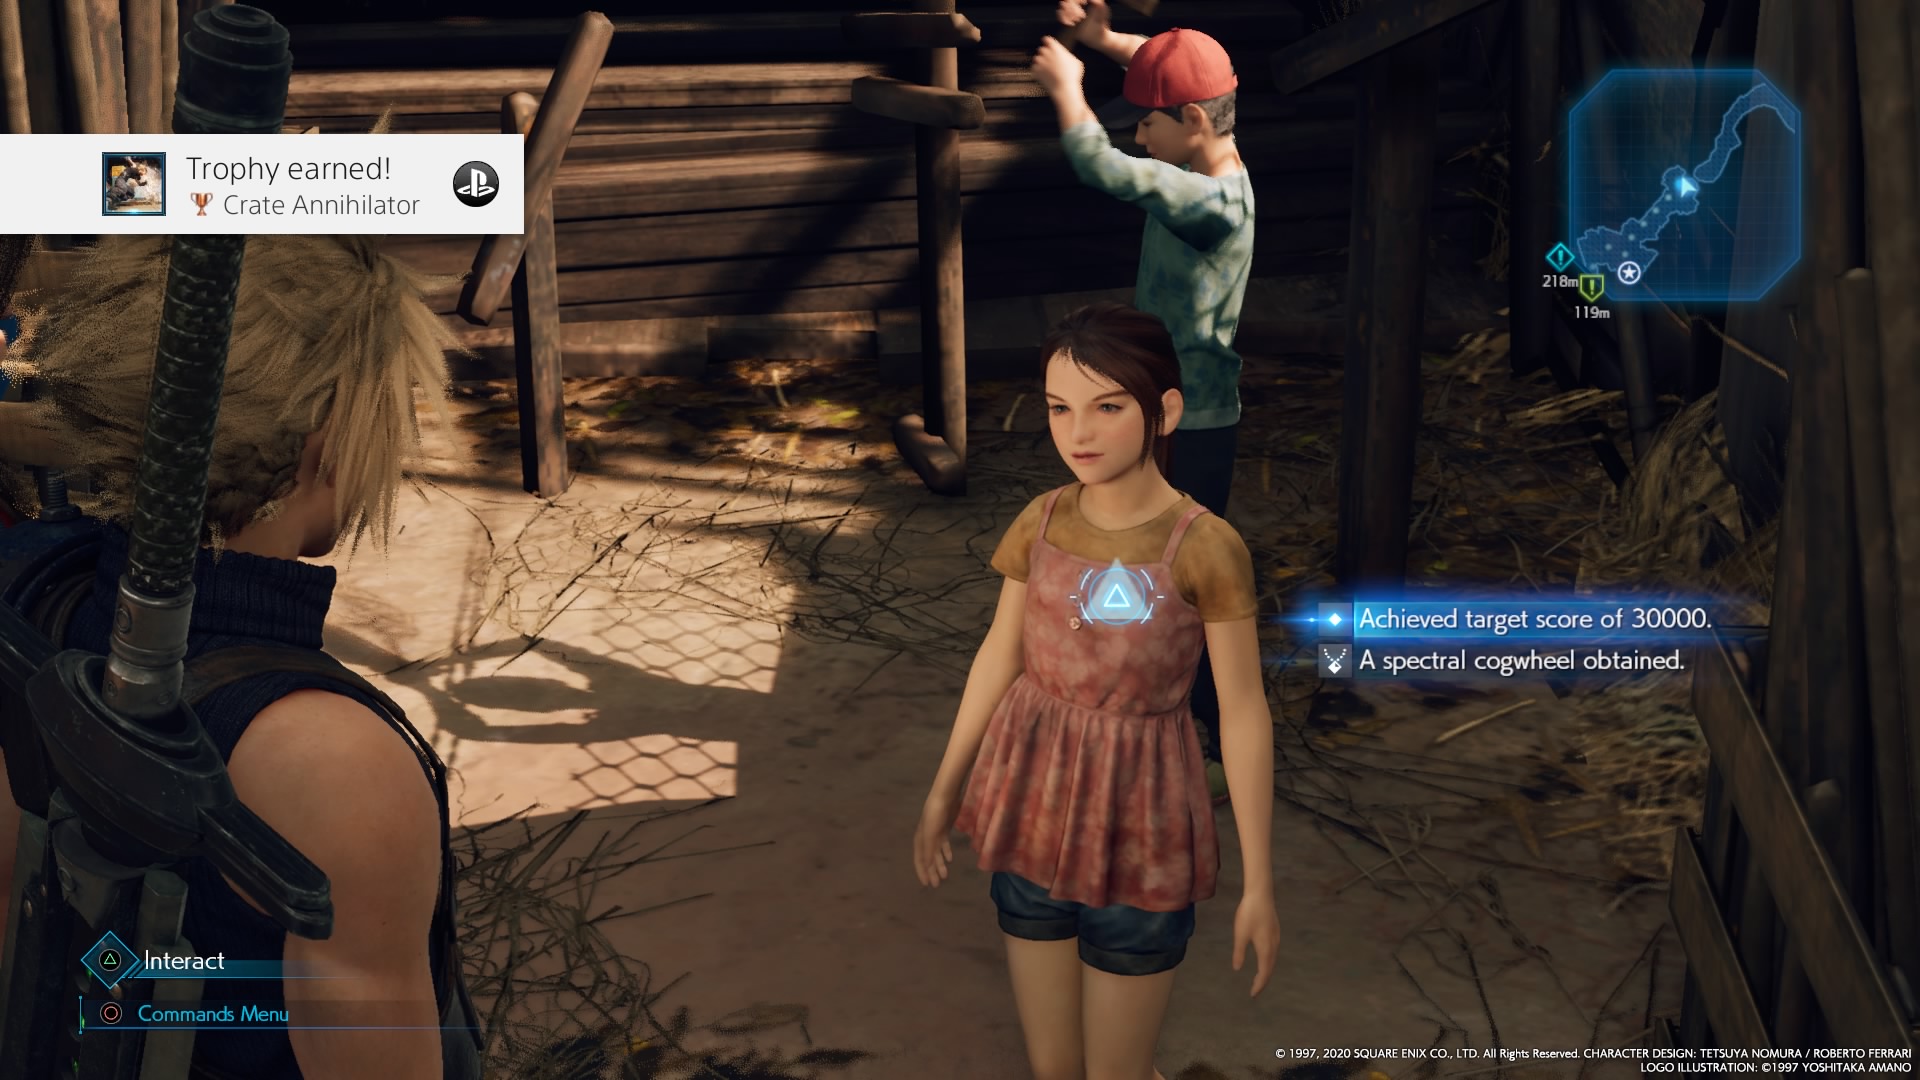 Trophy earned!
Crate Annihilator
218m
119m
Achieved target score of 30000.
A spectral cogwheel obtained.
Interact
Commands Menu
© 1997, 2020 SQUARE ENIX CO., LTD. All Rights Reserved. CHARACTER DESIGN: TETSUYA NOMURA / ROBERTO FERRARI
LOGO ILLUSTRATION: ©1997 YOSHITAKA AMANO